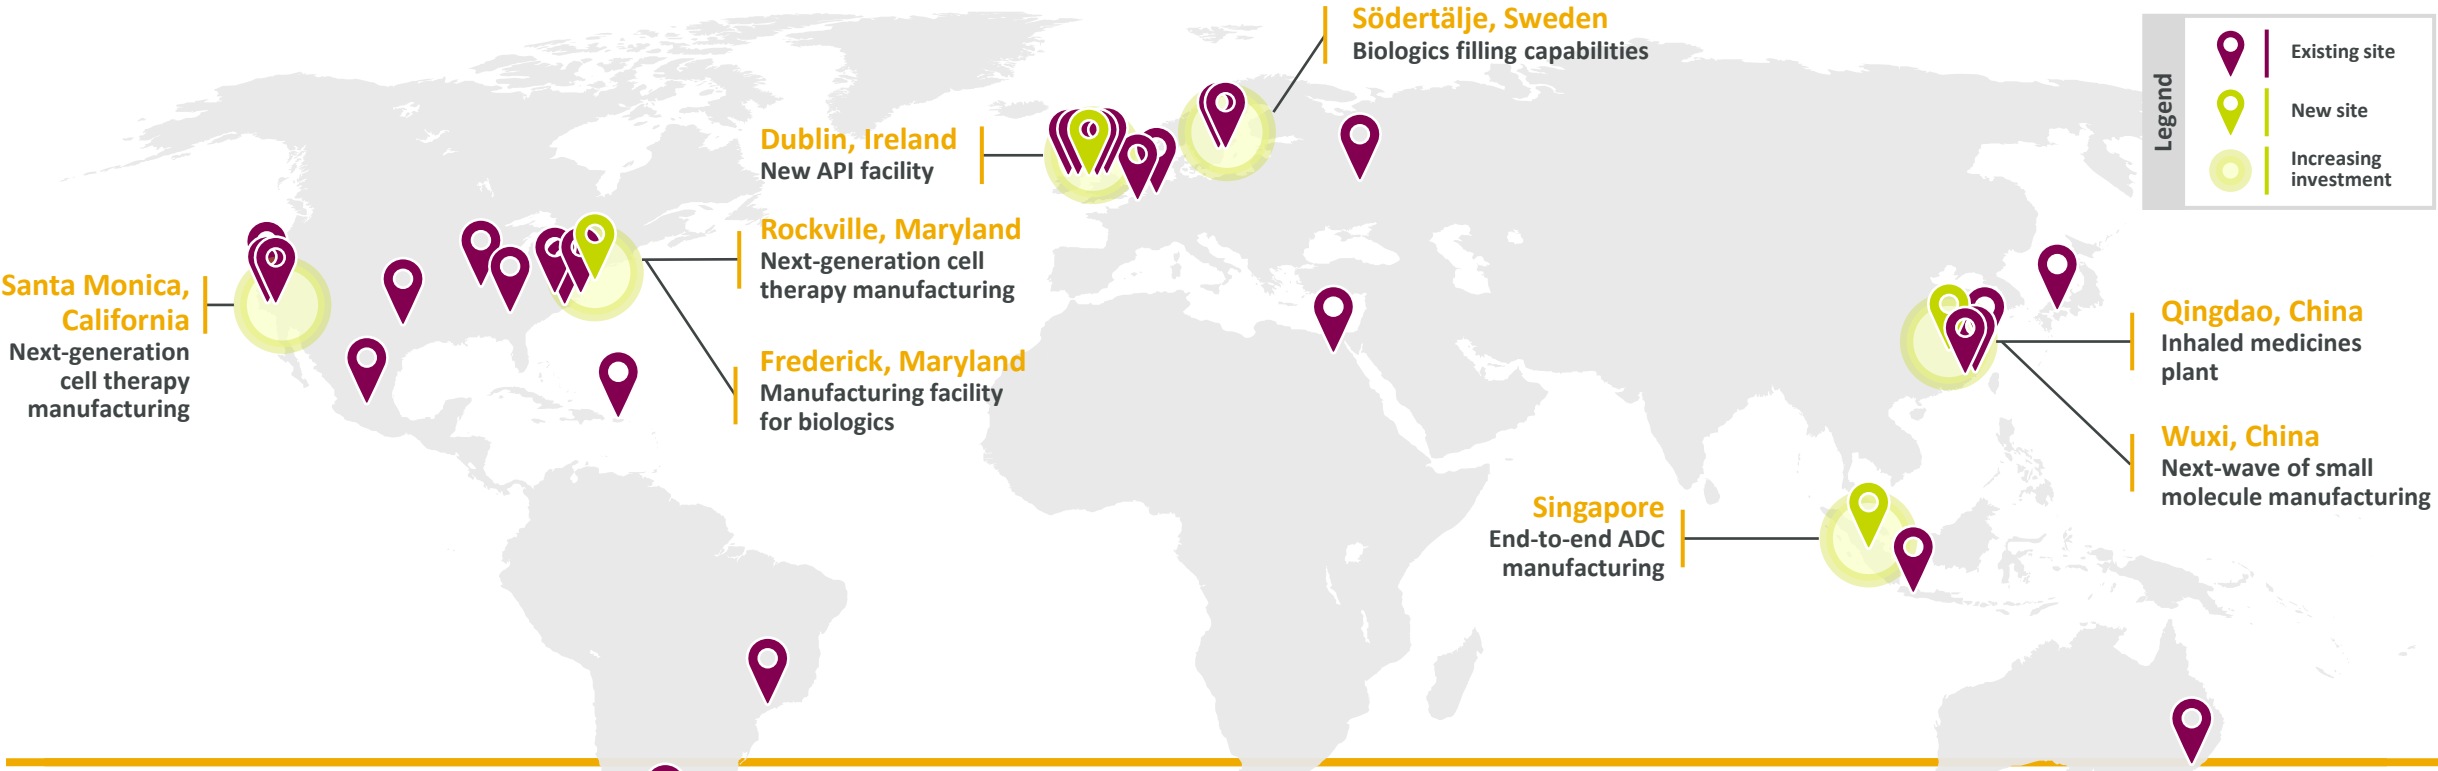 Södertälje, Sweden
Biologics filling capabilities
Legend
Existing site
New site
Increasing
investment
Dublin, Ireland
New API facility
Rockville, Maryland
Next-generation cell
therapy manufacturing
Santa Monica,
California
Next-generation
cell therapy
manufacturing
Frederick, Maryland
Manufacturing facility
for biologics
Qingdao, China
Inhaled medicines
plant
Wuxi, China
Next-wave of small
molecule manufacturing
Singapore
End-to-end ADC
manufacturing